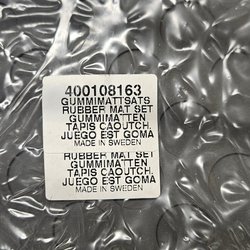 400108163
GUMMIMATTSATS
RUBBER MAT SET
GUMMIMATTEN
TAPIS CAOUTCH.
JUEGO EST GOMA
MADE IN SWEDEN
RUBBER MAT SET
GUMMIMATTEN
TAPIS CAOUTCH.
JUEGO EST GOMA
MADE IN SWEDEN